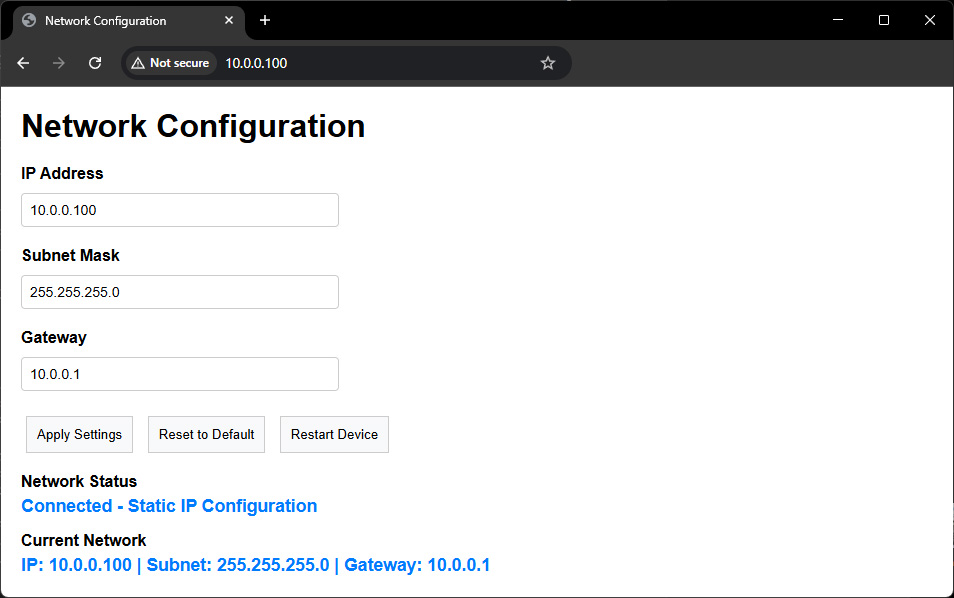 Network Configuration
Not secure 10.0.0.100
Network Configuration
IP Address
10.0.0.100
Subnet Mask
255.255.255.0
Gateway
10.0.0.1
Apply Settings Reset to Default Restart Device
Network Status
Connected - Static IP Configuration
Current Network
IP: 10.0.0.100 | Subnet: 255.255.255.0 | Gateway: 10.0.0.1